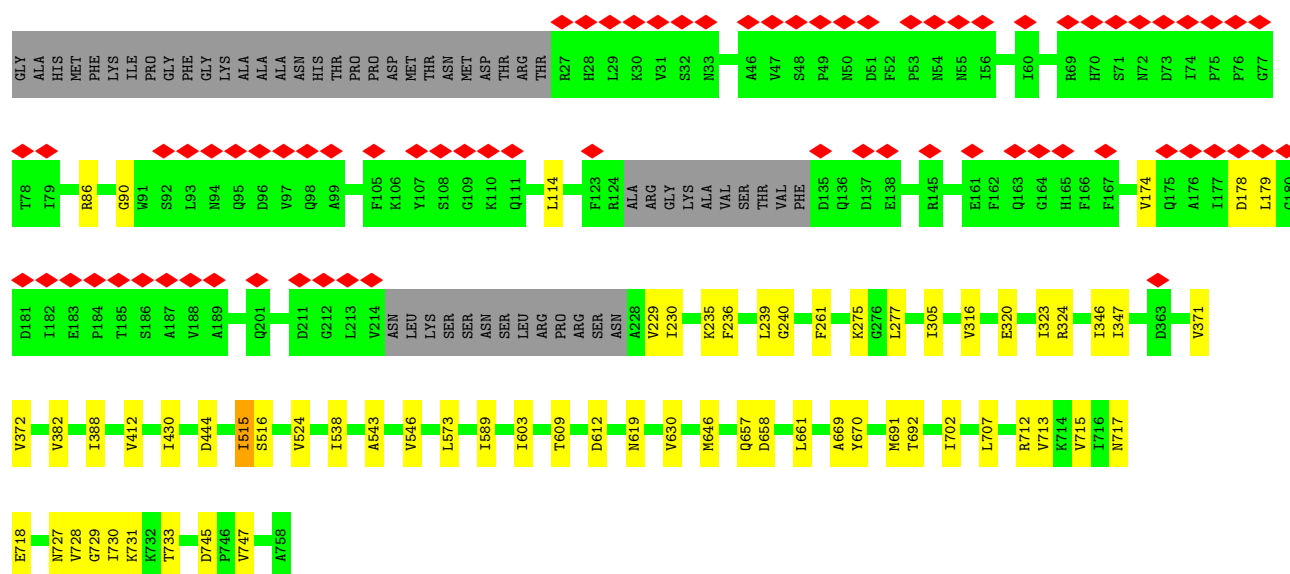 GLY ALA HIS MET PHE LYS ILE PRO GLY PHE GLY LYS ALA ALA ALA ASN HIS THR PRO PRO ASP MET THR ASN MET ASP THR ARG THR R27 H28 L29 K30 V31 S32 N33 A46 V47 S48 P49 N50 D51 F52 P53 N54 N55 I56 I60 R69 H70 S71 N72 D73 I74 P75 P76 G77
T78 I79 R86 G90 W91 S92 L93 N94 Q95 D96 V97 Q98 A99 F105 K106 Y107 S108 G109 K110 Q111 L114 F123 R124 ALA ARG GLY LYS ALA VAL SER THR VAL PHE D135 Q136 D137 E138 R145 E161 F162 Q163 G164 H165 F166 F167 V174 Q175 A176 I177 D178 L179 G180
D181 I182 E183 P184 T185 S186 A187 V188 A189 Q201 D211 G212 L213 V214 ASN LEU LYS SER SER ASN SER LEU ARG PRO ARG SER ASN A228 V229 I230 K235 F236 L239 G240 F261 K275 G276 L277 I305 V316 E320 I323 R324 I346 I347 D363 V371
V372 V382 I388 V412 I430 D444 I515 S516 V524 I538 A543 V546 L573 I589 I603 T609 D612 N619 V630 M646 Q657 D658 L661 A669 Y670 M691 T692 I702 L707 R712 V713 K714 V715 I716 N717
E718 N727 V728 G729 I730 K731 K732 T733 D745 P746 V747 A758